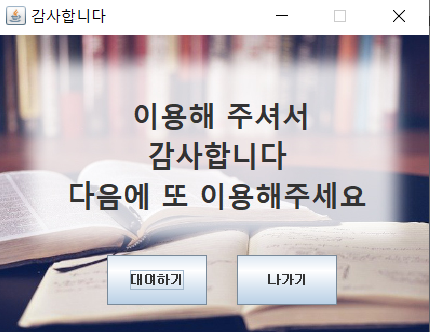 감사합니다
이용해 주셔서
감사합니다
다음에 또 이용해주세요
대여하기 나가기